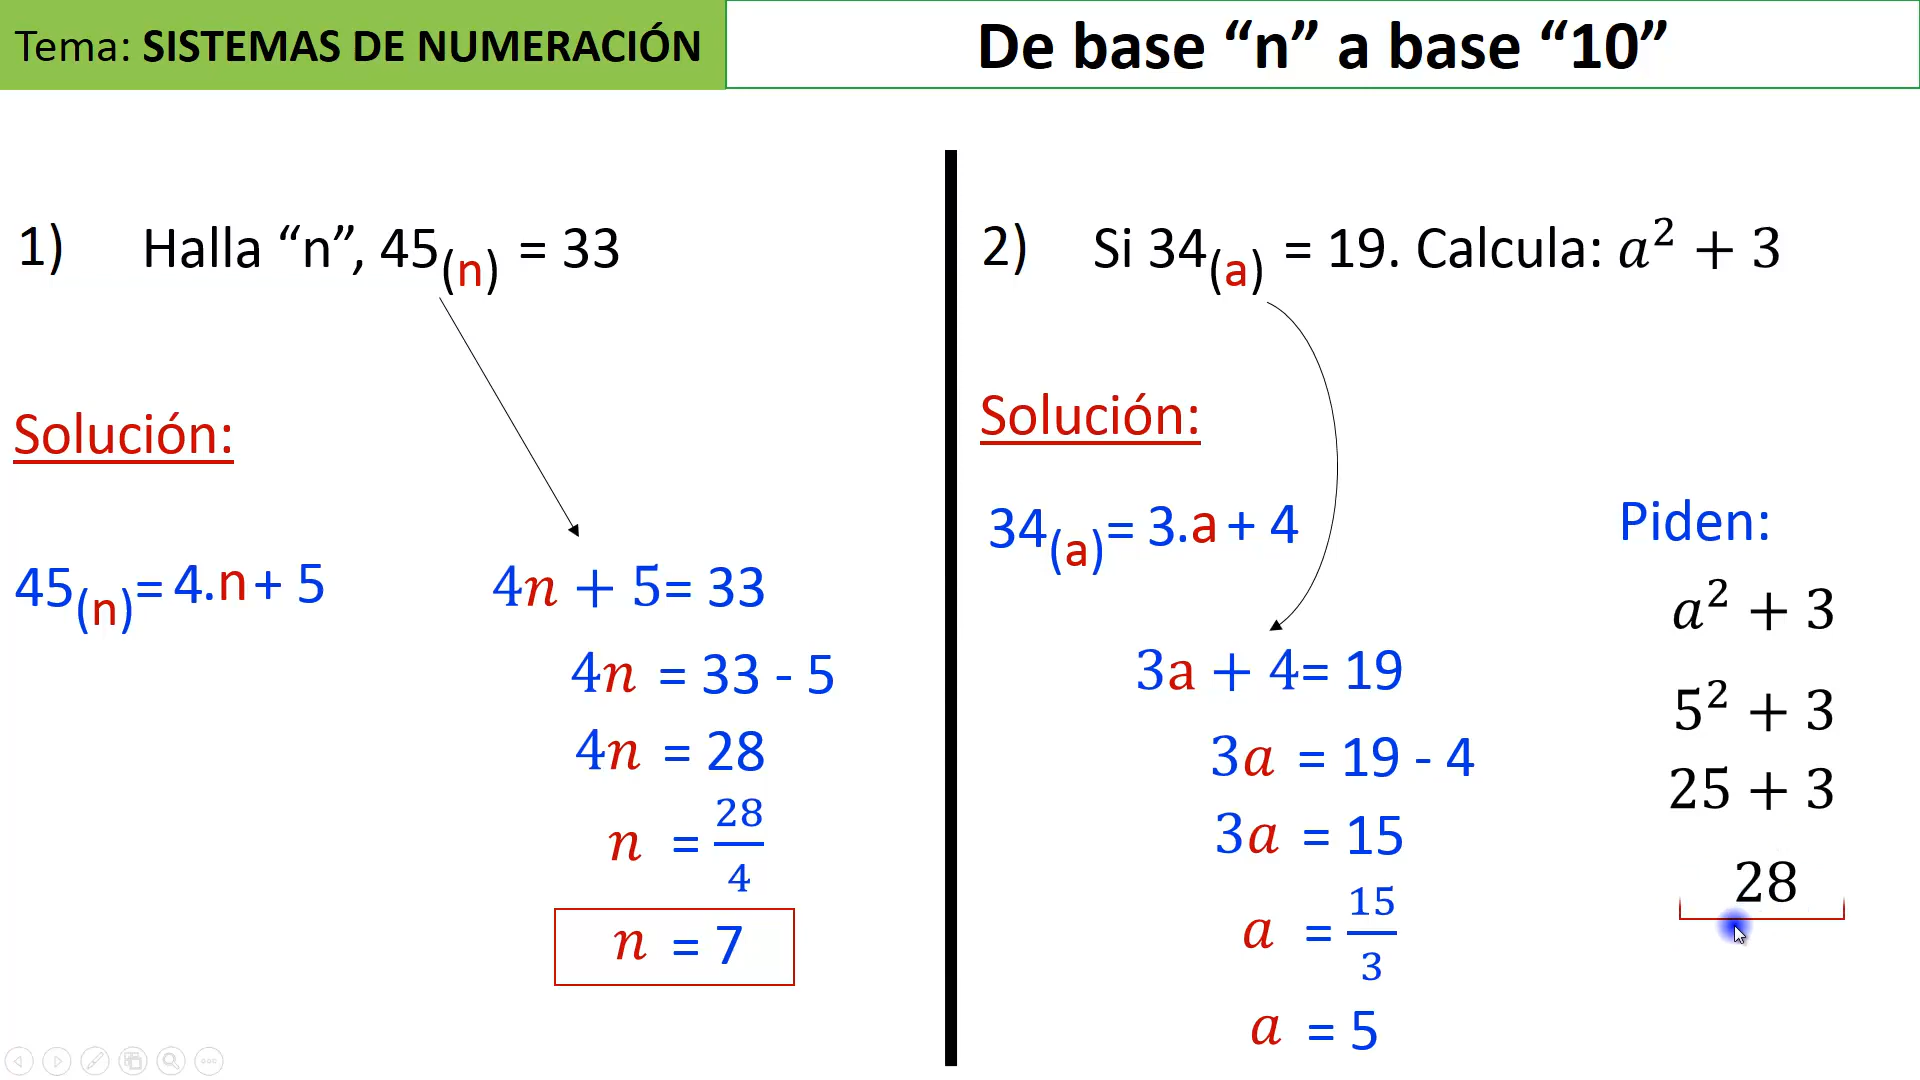 Tema: SISTEMAS DE NUMERACIÓN
De base “n” a base “10”
1) Halla “n”, 45(n) = 33
Solución:
45(n)= 4.n+ 5
4n + 5= 33
4n = 33 - 5
4n = 28
n = 28/4
n = 7
2) Si 34(a) = 19. Calcula: a² + 3
Solución:
34(a)= 3.a+ 4
3a + 4= 19
3a = 19 - 4
3a = 15
a = 15/3
a = 5
Piden:
a² + 3
5² + 3
25 + 3
28